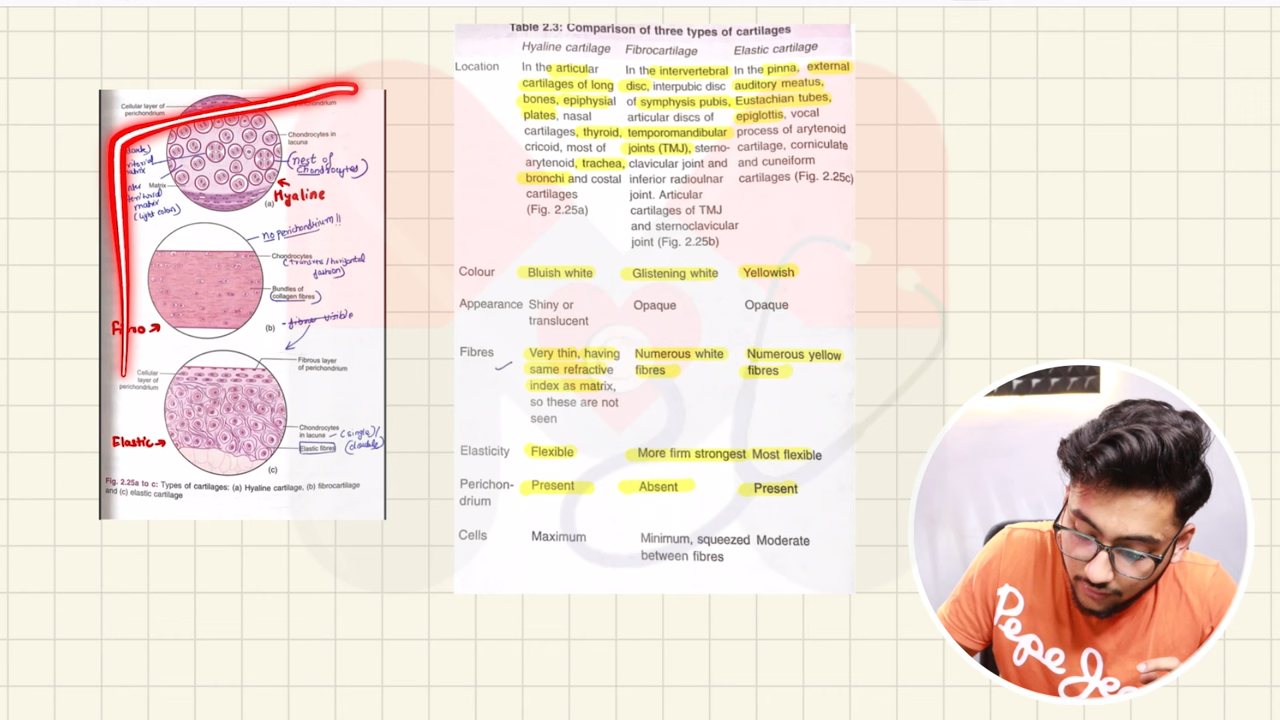 Table 2.3: Comparison of three types of cartilages
Hyaline cartilage Fibrocartilage Elastic cartilage
Location
In the articular
cartilages of long
bones, epiphysial
plates, nasal
cartilages, thyroid,
cricoid, most of
arytenoid, trachea,
bronchi and costal
cartilages
(Fig. 2.25a)
In the intervertebral
disc, interpubic disc
of symphysis pubis,
articular discs of
temporomandibular
joints (TMJ), sterno-
clavicular joint and
inferior radioulnar
joint. Articular
cartilages of TMJ
and sternoclavicular
joint (Fig. 2.25b)
In the pinna, external
auditory meatus,
Eustachian tubes,
epiglottis, vocal
process of arytenoid
cartilage, corniculate
and cuneiform
cartilages (Fig. 2.25c)
Colour Bluish white Glistening white Yellowish
Appearance
Shiny or
translucent
Opaque
Opaque
Fibres
Very thin, having
same refractive
index as matrix,
so these are not
seen
Numerous white
fibres
Numerous yellow
fibres
Elasticity Flexible More firm strongest Most flexible
Perichon-
drium
Present Absent Present
Cells
Maximum
Minimum, squeezed
between fibres
Moderate
Cellular layer of
perichondrium
Chondrocytes in
lacuna
(nest of
Chondrocytes)
Matrix
matrix
(light color)
(a)
Hyaline
no perichondrium !!
Chondrocytes
(transvers/horizontal
fashion)
Bundles of
collagen fibres
(b)
- fibres visible
Fibrous layer
of perichondrium
Cellular
layer of
perichondrium
Chondrocytes
in lacuna
- (single)/
(double)
Elastic fibres
Elastic →
(c)
Fig. 2.25a to c: Types of cartilages: (a) Hyaline cartilage, (b) fibrocartilage
and (c) elastic cartilage
Pepe Je